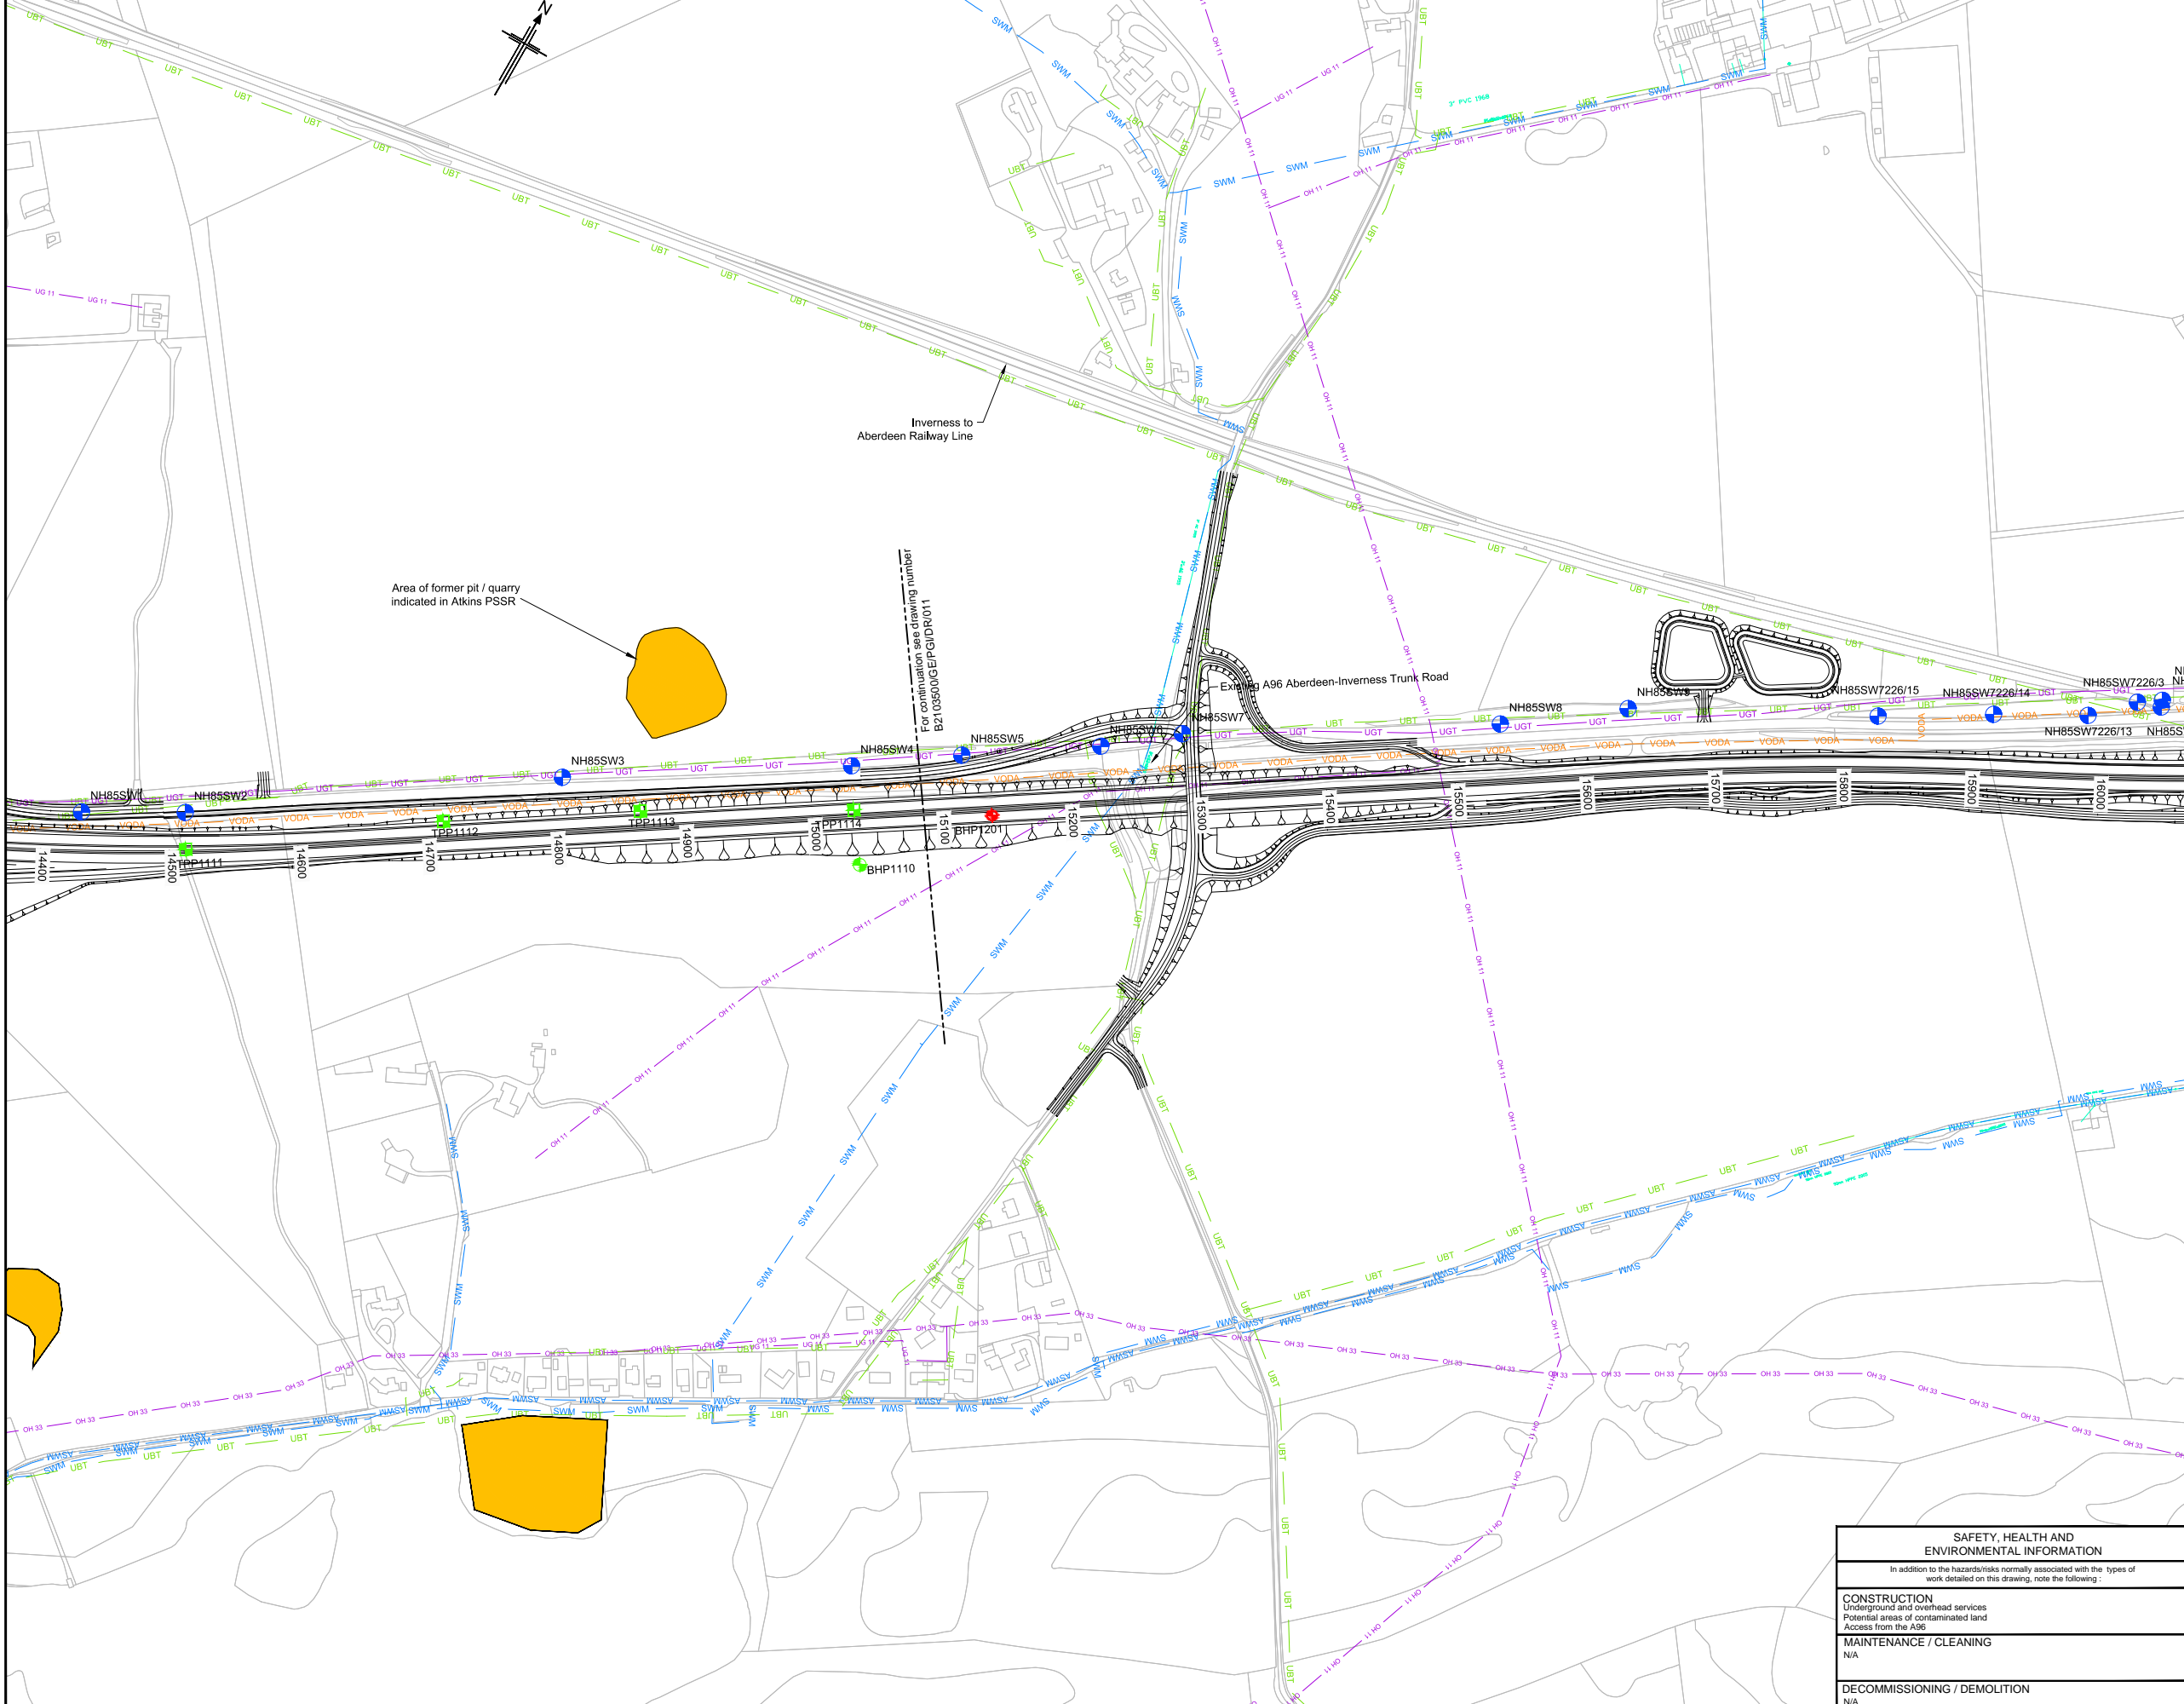 N
3" PVC 1968
Inverness to
Aberdeen Railway Line
Area of former pit / quarry
indicated in Atkins PSSR
For continuation see drawing number
B2103500/GE/PGI/DR/011
Existing A96 Aberdeen-Inverness Trunk Road
NH85SW1
NH85SW2
NH85SW3
NH85SW4
NH85SW5
NH85SW6
NH85SW7
NH85SW8
NH85SW9
NH85SW7226/15
NH85SW7226/14
NH85SW7226/3
NH85SW7226/13
TPP1111
TPP1112
TPP1113
TPP1114
BHP1201
BHP1110
14400
14500
14600
14700
14800
14900
15000
15100
15200
15300
15400
15500
15600
15700
15800
15900
16000
UBT
SWM
ASWM
UGT
VODA
OH 11
UG 11
OH 33
SAFETY, HEALTH AND
ENVIRONMENTAL INFORMATION
In addition to the hazards/risks normally associated with the types of
work detailed on this drawing, note the following :
CONSTRUCTION
Underground and overhead services
Potential areas of contaminated land
Access from the A96
MAINTENANCE / CLEANING
N/A
DECOMMISSIONING / DEMOLITION
N/A